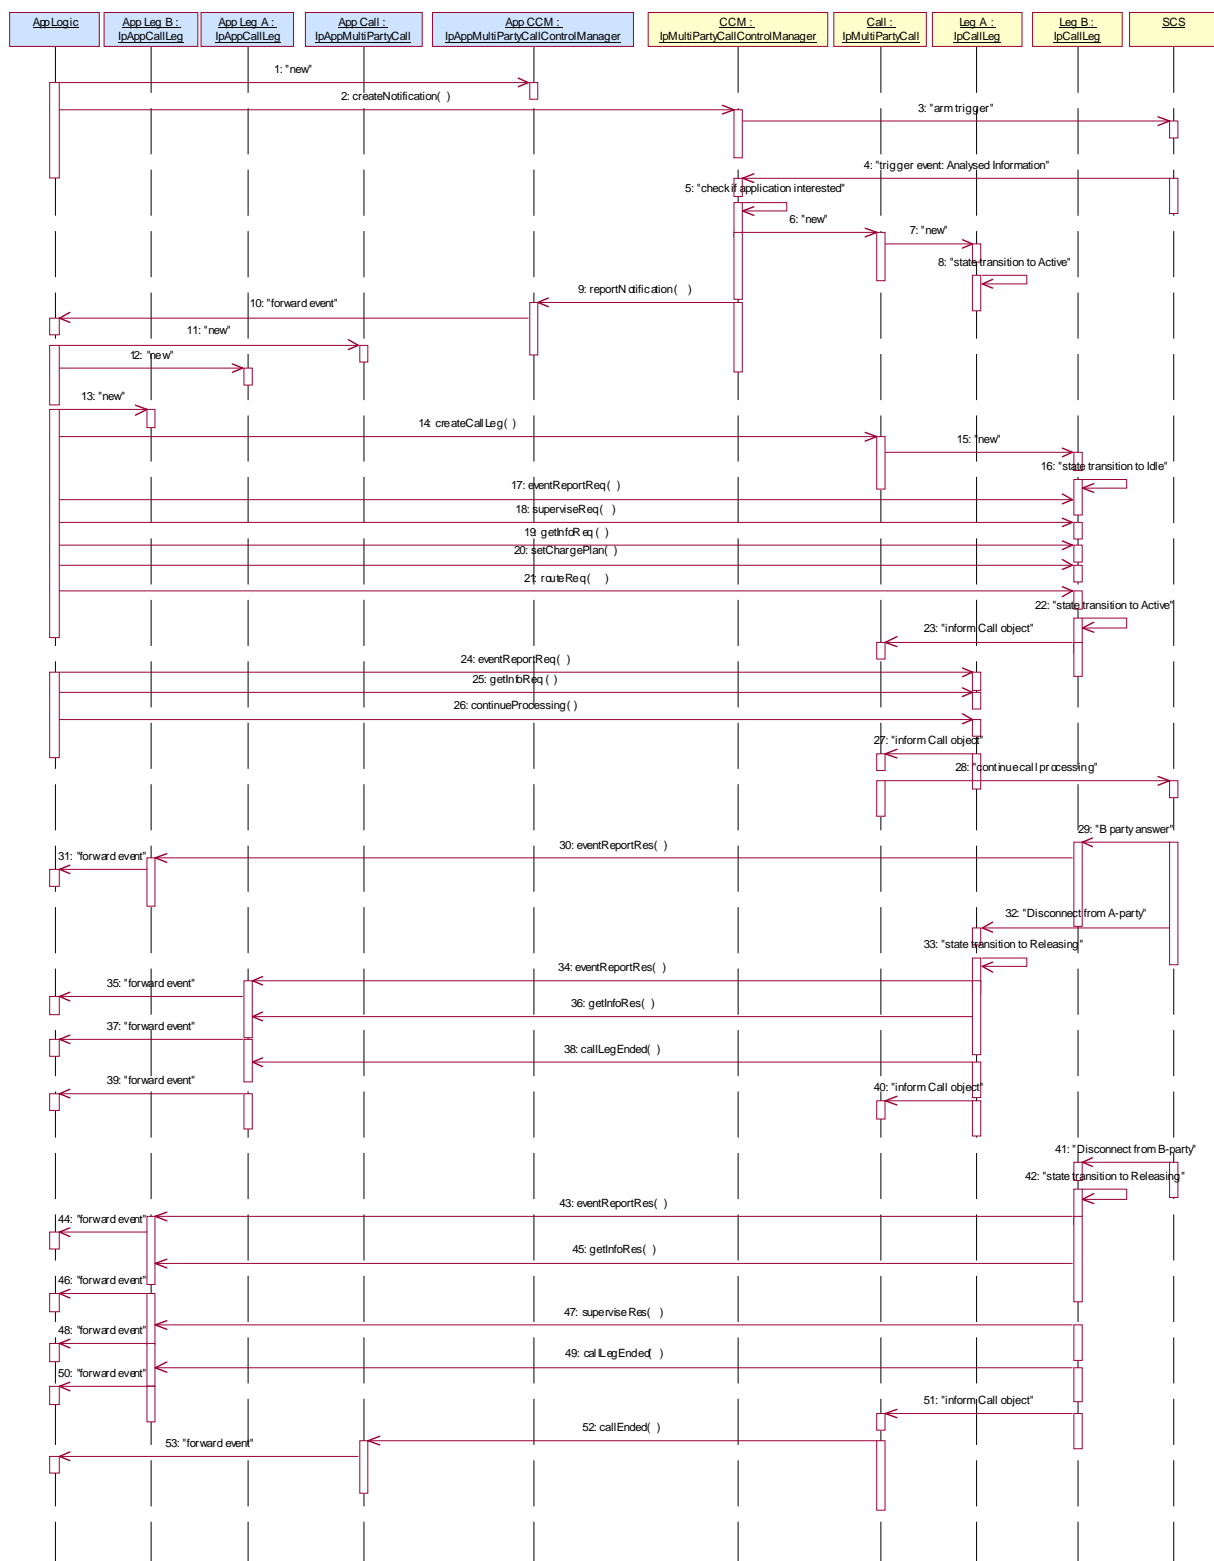 AppLogic
App Leg B :
IpAppCallLeg
App Leg A :
IpAppCallLeg
App Call :
IpAppMultiPartyCall
App CCM :
IpAppMultiPartyCallControlManager
CCM :
IpMultiPartyCallControlManager
Call :
IpMultiPartyCall
Leg A :
IpCallLeg
Leg B :
IpCallLeg
SCS
1: "new"
2: createNotification( )
3: "arm trigger"
4: "trigger event: Analysed Information"
5: "check if application interested"
6: "new"
7: "new"
8: "state transition to Active"
9: reportNotification( )
10: "forward event"
11: "new"
12: "new"
13: "new"
14: createCallLeg( )
15: "new"
16: "state transition to Idle"
17: eventReportReq( )
18: superviseReq( )
19: getInfoReq( )
20: setChargePlan( )
21: routeReq( )
22: "state transition to Active"
23: "inform Call object"
24: eventReportReq( )
25: getInfoReq( )
26: continueProcessing( )
27: "inform Call object"
28: "continue call processing"
29: "B party answer"
30: eventReportRes( )
31: "forward event"
32: "Disconnect from A-party"
33: "state transition to Releasing"
34: eventReportRes( )
35: "forward event"
36: getInfoRes( )
37: "forward event"
38: callLegEnded( )
39: "forward event"
40: "inform Call object"
41: "Disconnect from B-party"
42: "state transition to Releasing"
43: eventReportRes( )
44: "forward event"
45: getInfoRes( )
46: "forward event"
47: superviseRes( )
48: "forward event"
49: callLegEnded( )
50: "forward event"
51: "inform Call object"
52: callEnded( )
53: "forward event"